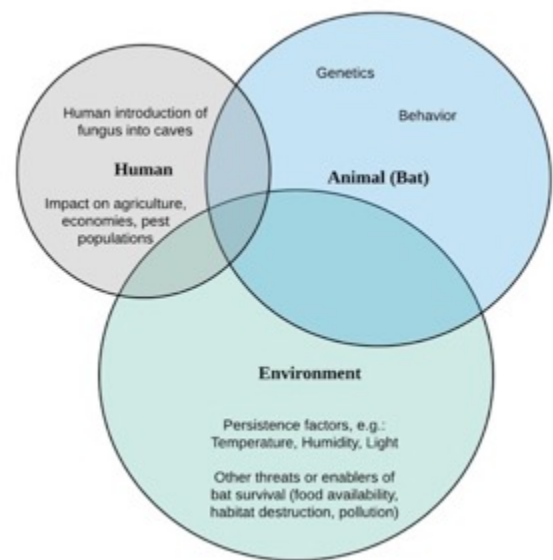 Genetics
Behavior
Animal (Bat)
Human introduction of
fungus into caves
Human
Impact on agriculture,
economies, pest
populations
Environment
Persistence factors, e.g.:
Temperature, Humidity, Light
Other threats or enablers of
bat survival (food availability,
habitat destruction, pollution)